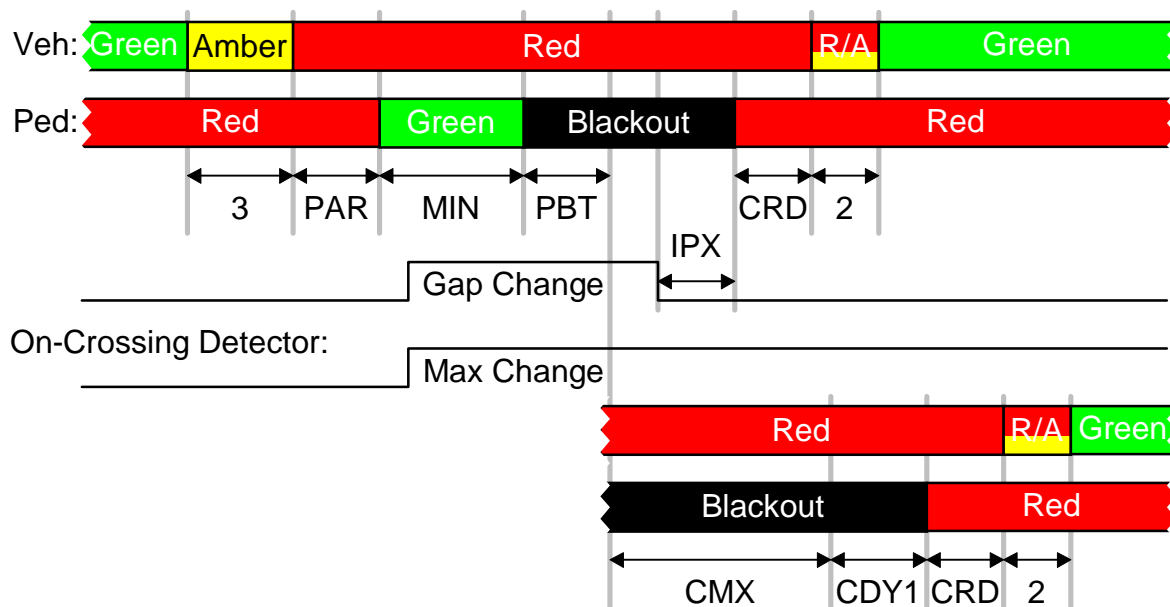 Veh: Green Amber Red R/A Green
Ped: Red Green Blackout Red
3 PAR MIN PBT CRD 2
IPX
Gap Change
On-Crossing Detector:
Max Change
Red R/A Green
Blackout Red
CMX CDY1 CRD 2